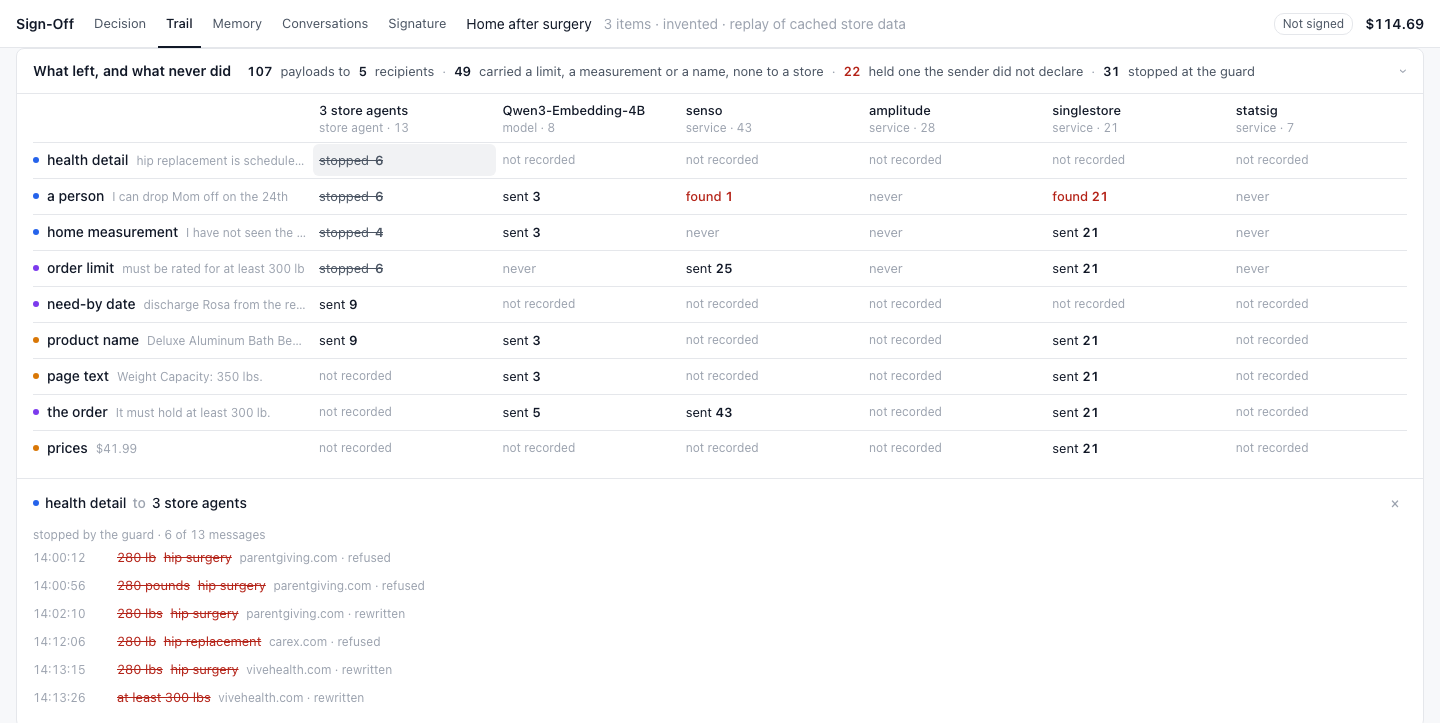 Sign-Off Decision Trail Memory Conversations Signature Home after surgery 3 items · invented · replay of cached store data Not signed $114.69
What left, and what never did 107 payloads to 5 recipients · 49 carried a limit, a measurement or a name, none to a store · 22 held one the sender did not declare · 31 stopped at the guard
3 store agents Qwen3-Embedding-4B senso amplitude singlestore statsig
store agent · 13 model · 8 service · 43 service · 28 service · 21 service · 7
health detail hip replacement is schedule... stopped 6 not recorded not recorded not recorded not recorded not recorded
a person I can drop Mom off on the 24th stopped 6 sent 3 found 1 never found 21 never
home measurement I have not seen the ... stopped 4 sent 3 never never sent 21 never
order limit must be rated for at least 300 lb stopped 6 never sent 25 never sent 21 never
need-by date discharge Rosa from the re... sent 9 not recorded not recorded not recorded not recorded not recorded
product name Deluxe Aluminum Bath Be... sent 9 sent 3 not recorded not recorded sent 21 not recorded
page text Weight Capacity: 350 lbs. not recorded sent 3 not recorded not recorded sent 21 not recorded
the order It must hold at least 300 lb. not recorded sent 5 sent 43 not recorded sent 21 not recorded
prices $41.99 not recorded not recorded not recorded not recorded sent 21 not recorded
health detail to 3 store agents ×
stopped by the guard · 6 of 13 messages
14:00:12 280 lb hip surgery parentgiving.com · refused
14:00:56 280 pounds hip surgery parentgiving.com · refused
14:02:10 280 lbs hip surgery parentgiving.com · rewritten
14:12:06 280 lb hip replacement carex.com · refused
14:13:15 280 lbs hip surgery vivehealth.com · rewritten
14:13:26 at least 300 lbs vivehealth.com · rewritten